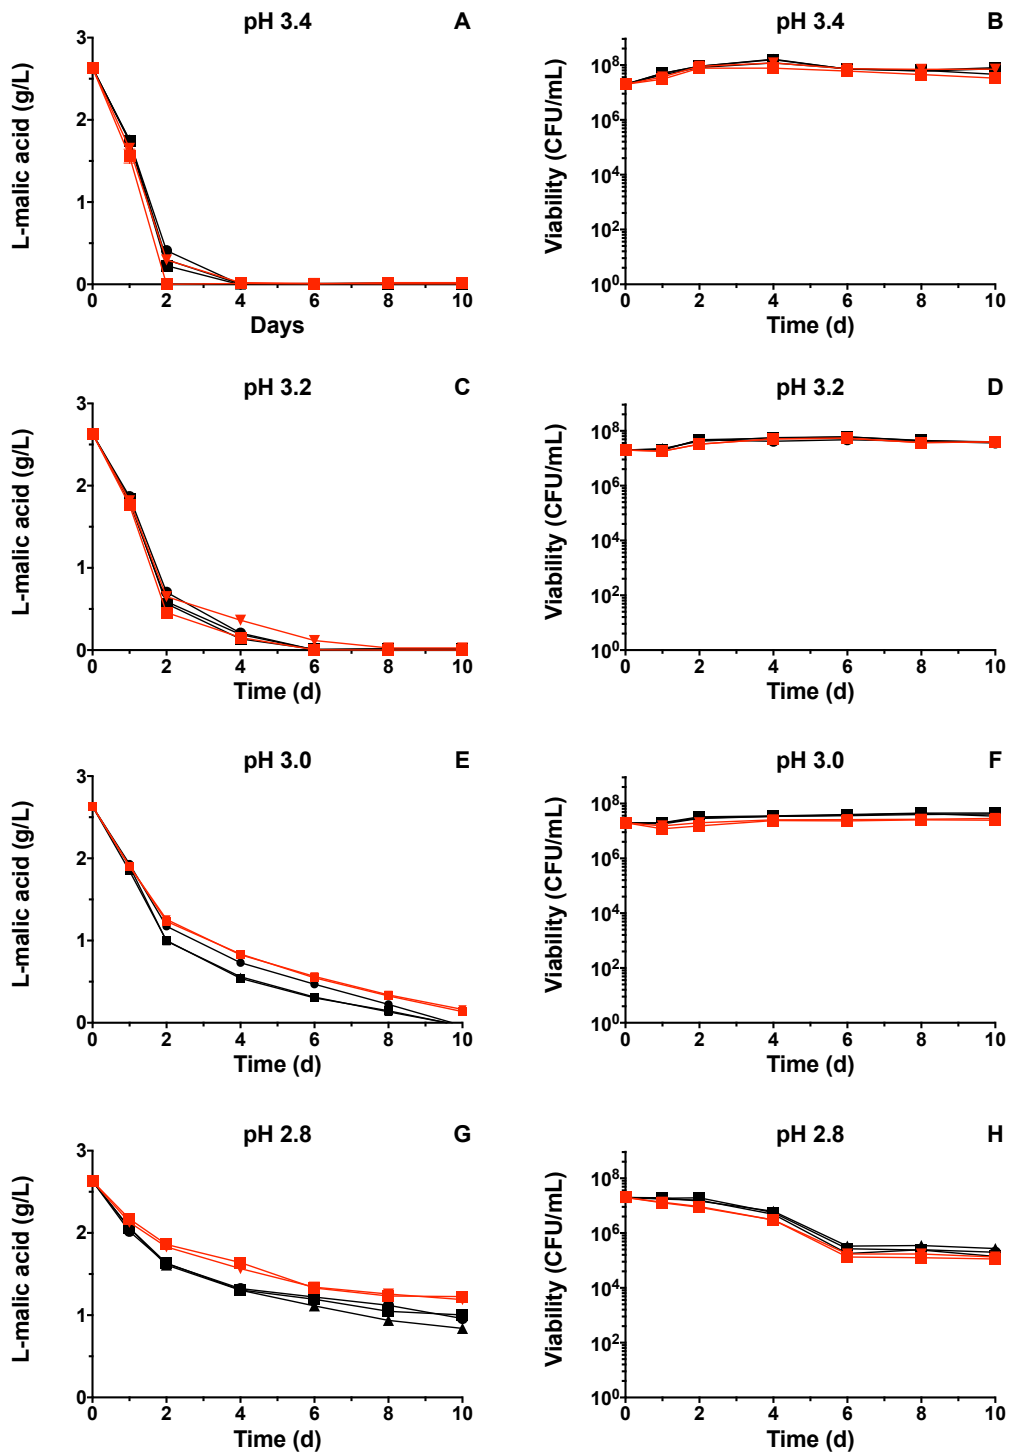 pH 3.4 A
L-malic acid (g/L)
3
2
1
0
0 2 4 6 8 10
Days
pH 3.4 B
Viability (CFU/mL)
10⁸
10⁶
10⁴
10²
10⁰
0 2 4 6 8 10
Time (d)
pH 3.2 C
L-malic acid (g/L)
3
2
1
0
0 2 4 6 8 10
Time (d)
pH 3.2 D
Viability (CFU/mL)
10⁸
10⁶
10⁴
10²
10⁰
0 2 4 6 8 10
Time (d)
pH 3.0 E
L-malic acid (g/L)
3
2
1
0
0 2 4 6 8 10
Time (d)
pH 3.0 F
Viability (CFU/mL)
10⁸
10⁶
10⁴
10²
10⁰
0 2 4 6 8 10
Time (d)
pH 2.8 G
L-malic acid (g/L)
3
2
1
0
0 2 4 6 8 10
Time (d)
pH 2.8 H
Viability (CFU/mL)
10⁸
10⁶
10⁴
10²
10⁰
0 2 4 6 8 10
Time (d)